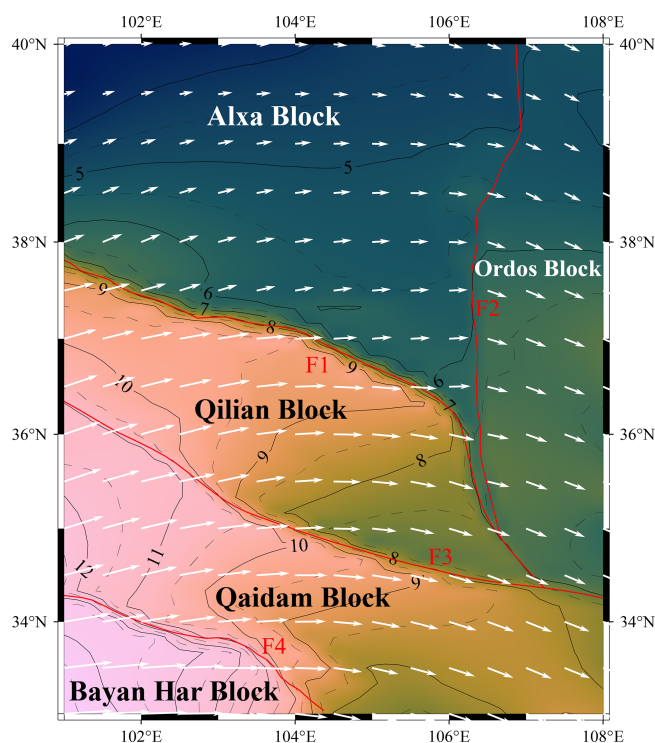 102°E 104°E 106°E 108°E
40°N 40°N
Alxa Block
5 5
38°N 38°N
Ordos Block
9 6
7 8 F2
F1 9 6
10 7
Qilian Block
36°N 36°N
9 8
10
11 8 F3
12 9
Qaidam Block
34°N 34°N
F4
Bayan Har Block
102°E 104°E 106°E 108°E